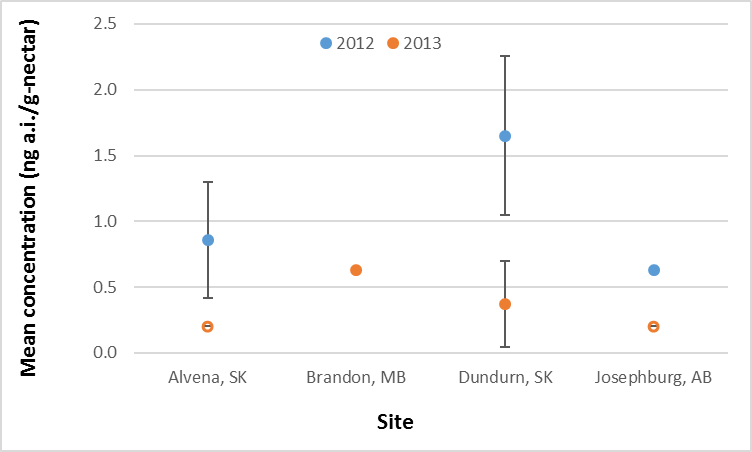 Mean concentration (ng a.i./g-nectar)
2012 2013
2.5
2.0
1.5
1.0
0.5
0.0
Alvena, SK Brandon, MB Dundurn, SK Josephburg, AB
Site